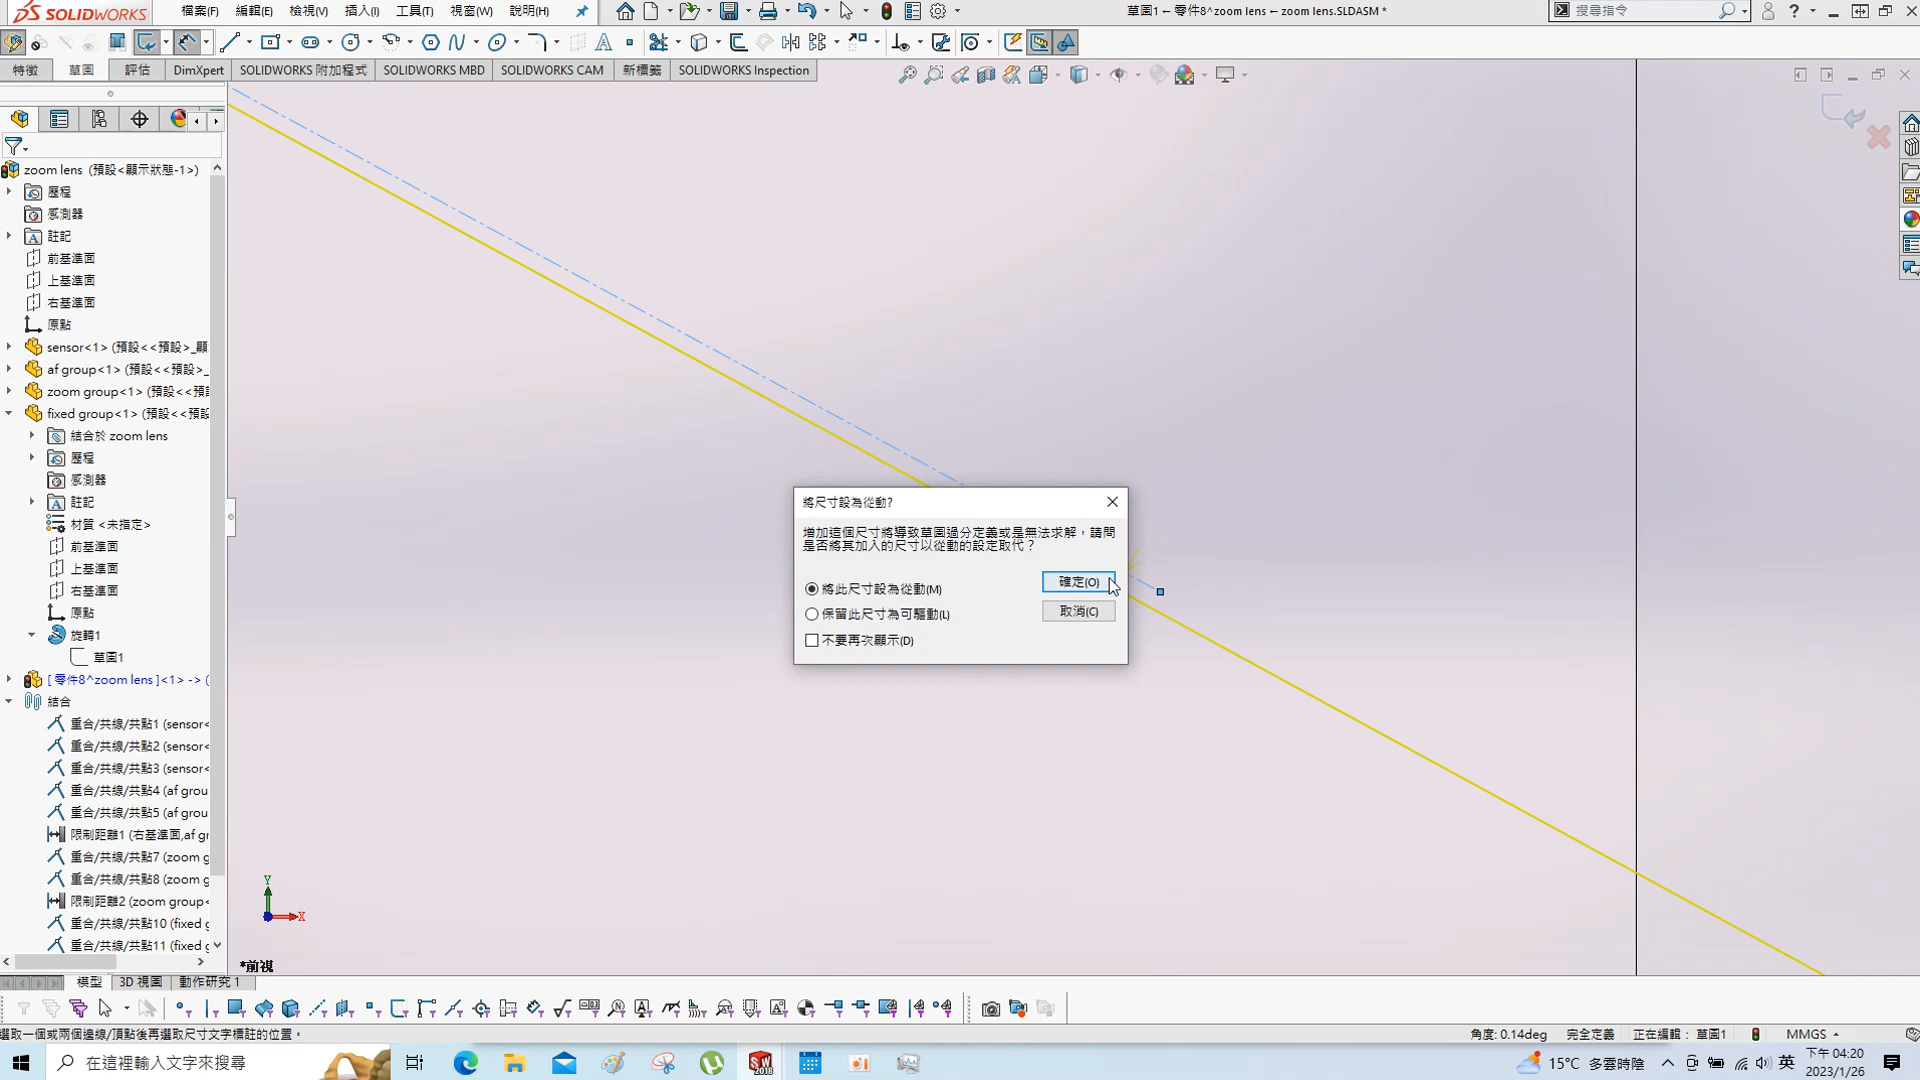 SOLIDWORKS 檔案(F) 編輯(E) 檢視(V) 插入(I) 工具(T) 視窗(W) 說明(H) 草圖1 ← 零件8^zoom lens ← zoom lens.SLDASM * 搜尋指令
特徵 草圖 評估 DimXpert SOLIDWORKS 附加程式 SOLIDWORKS MBD SOLIDWORKS CAM 新標籤 SOLIDWORKS Inspection
zoom lens (預設<顯示狀態-1>)
歷程
感測器
註記
前基準面
上基準面
右基準面
原點
sensor<1> (預設<<預設>_顯
af group<1> (預設<<預設>_
zoom group<1> (預設<<預
fixed group<1> (預設<<預設
結合於 zoom lens
歷程
感測器
註記
材質 <未指定>
前基準面
上基準面
右基準面
原點
旋轉1
草圖1
[ 零件8^zoom lens ]<1> -> (
結合
重合/共線/共點1 (sensor<
重合/共線/共點2 (sensor<
重合/共線/共點3 (sensor<
重合/共線/共點4 (af grou
重合/共線/共點5 (af grou
限制距離1 (右基準面,af gr
重合/共線/共點7 (zoom g
重合/共線/共點8 (zoom g
限制距離2 (zoom group<
重合/共線/共點10 (fixed g
重合/共線/共點11 (fixed g
將尺寸設為從動?
增加這個尺寸將導致草圖過分定義或是無法求解，請問
是否將其加入的尺寸以從動的設定取代？
將此尺寸設為從動(M) 確定(O)
保留此尺寸為可驅動(L) 取消(C)
不要再次顯示(D)
Y
X
*前視
模型 3D 視圖 動作研究 1
選取一個或兩個邊線/頂點後再選取尺寸文字標註的位置。 角度: 0.14deg 完全定義 正在編輯： 草圖1 MMGS
在這裡輸入文字來搜尋 SW 2018 15°C 多雲時陰 英 下午 04:20
2023/1/26